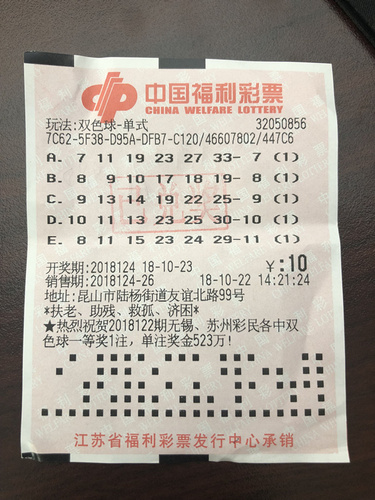 中国福利彩票
CHINA WELFARE LOTTERY
玩法:双色球-单式 32050856
7C62-5F38-D95A-DFB7-C120/46607802/447C6
A. 7 11 19 23 27 33- 7 (1)
B. 8 9 10 17 18 19- 8 (1)
C. 9 13 14 19 22 25- 9 (1)
D.10 11 13 23 25 30-10 (1)
E. 8 11 15 23 24 29-11 (1)
已兑奖
开奖期:2018124 18-10-23 ¥:10
销售期:2018124-26 18-10-22 14:21:24
地址:昆山市陆杨街道友谊北路99号
*扶老、助残、救孤、济困*
★热烈祝贺2018122期无锡、苏州彩民各中双
色球一等奖1注,单注奖金523万!
江苏省福利彩票发行中心承销